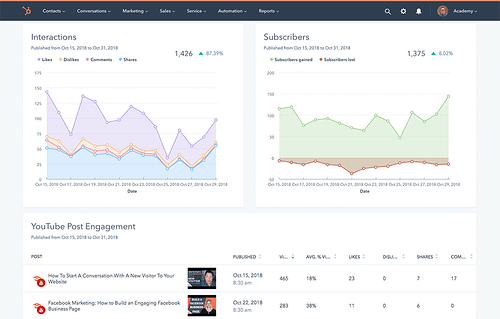 Contacts Conversations Marketing Sales Service Automation Reports Academy
Interactions
Published from Oct 15, 2018 to Oct 31, 2018
1,426 87.39%
Likes Dislikes Comments Shares
175
150
125
100
75
50
25
0
Oct 15, 2018 Oct 17, 2018 Oct 19, 2018 Oct 21, 2018 Oct 23, 2018 Oct 25, 2018 Oct 27, 2018 Oct 29, 2018
Date
Subscribers
Published from Oct 15, 2018 to Oct 31, 2018
1,375 8.02%
Subscribers gained Subscribers lost
200
150
100
50
0
-50
Oct 15, 2018 Oct 17, 2018 Oct 19, 2018 Oct 21, 2018 Oct 23, 2018 Oct 25, 2018 Oct 27, 2018 Oct 29, 2018
Date
YouTube Post Engagement
Published from Oct 15, 2018 to Oct 31, 2018
POST PUBLISHED VI... AVG. % VI... LIKES DISLI... SHARES COM...
How To Start A Conversation With A New Visitor To Your
Website
Oct 15, 2018
8:30 am
465 18% 23 0 7 17
Facebook Marketing: How to Build an Engaging Facebook
Business Page
Oct 22, 2018
8:30 am
283 38% 11 0 6 0